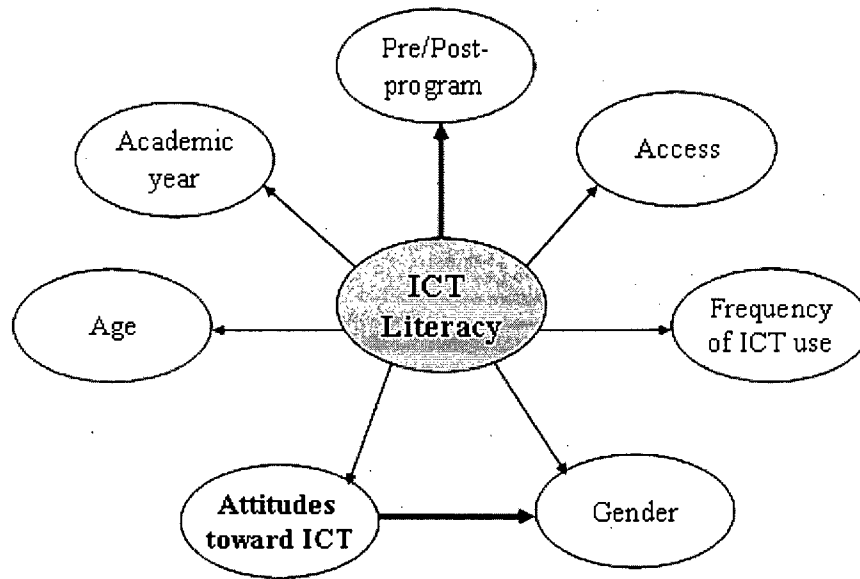 Pre/Post-
program
Academic
year
Access
ICT
Literacy
Age
Frequency
of ICT use
Attitudes
toward ICT
Gender